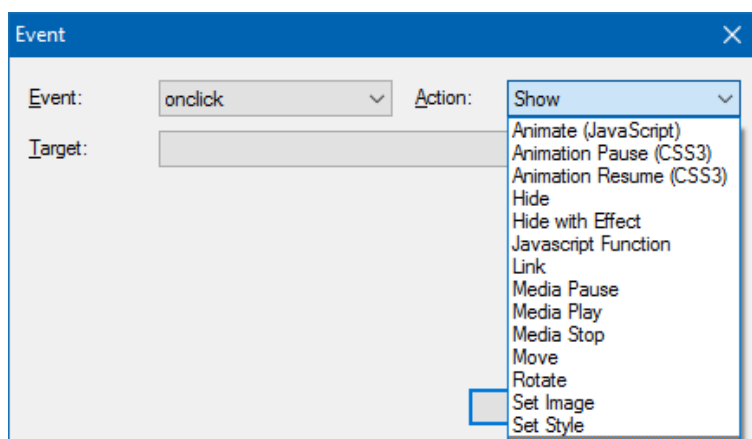 Event
Event: onclick Action: Show
Target:
Animate (JavaScript)
Animation Pause (CSS3)
Animation Resume (CSS3)
Hide
Hide with Effect
Javascript Function
Link
Media Pause
Media Play
Media Stop
Move
Rotate
Set Image
Set Style